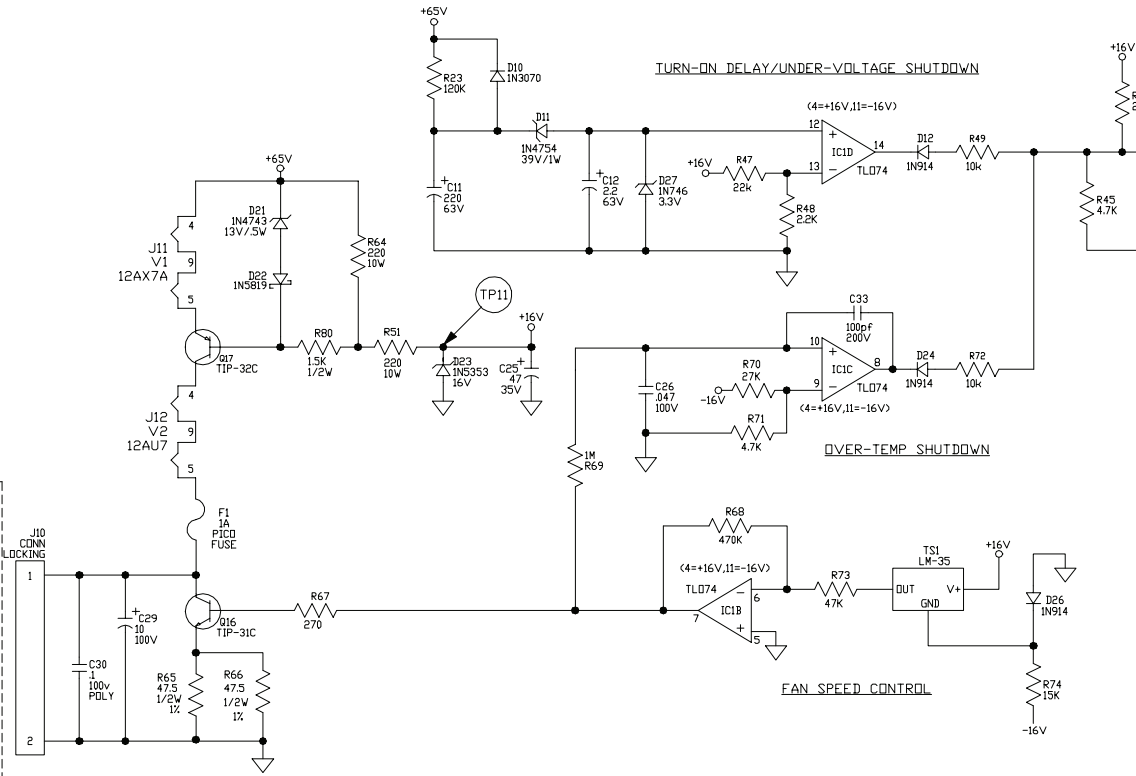 +65V
R23
120K
D10
1N3070
TURN-ON DELAY/UNDER-VOLTAGE SHUTDOWN
+16V
D11
1N4754
39V/1W
(4=+16V,11=-16V)
12
+
IC1D
14
13
-
TL074
D12
1N914
R49
10k
+
C11
220
63V
+
C12
2.2
63V
D27
1N746
3.3V
+16V
R47
22k
R48
2.2K
R45
4.7K
+65V
D21
1N4743
13V/.5W
D22
1N5819
R64
220
10W
4
J11
V1
9
12AX7A
5
TP11
+16V
Q17
TIP-32C
R80
1.5K
1/2W
R51
220
10W
D23
1N5353
16V
+
C25
47
35V
C33
100pf
200V
10
+
IC1C
8
9
-
TL074
(4=+16V,11=-16V)
D24
1N914
R72
10k
C26
.047
100V
R70
27K
-16V
R71
4.7K
OVER-TEMP SHUTDOWN
4
J12
V2
9
12AU7
5
1M
R69
F1
1A
PICO
FUSE
J10
CONN
LOCKING
1
2
R68
470K
(4=+16V,11=-16V)
TL074
-
6
7
IC1B
+
5
R73
47K
TS1
LM-35
OUT
V+
GND
+16V
D26
1N914
R74
15K
-16V
FAN SPEED CONTROL
+
C29
10
100V
C30
.1
100v
POLY
Q16
TIP-31C
R67
270
R65
47.5
1/2W
1%
R66
47.5
1/2W
1%